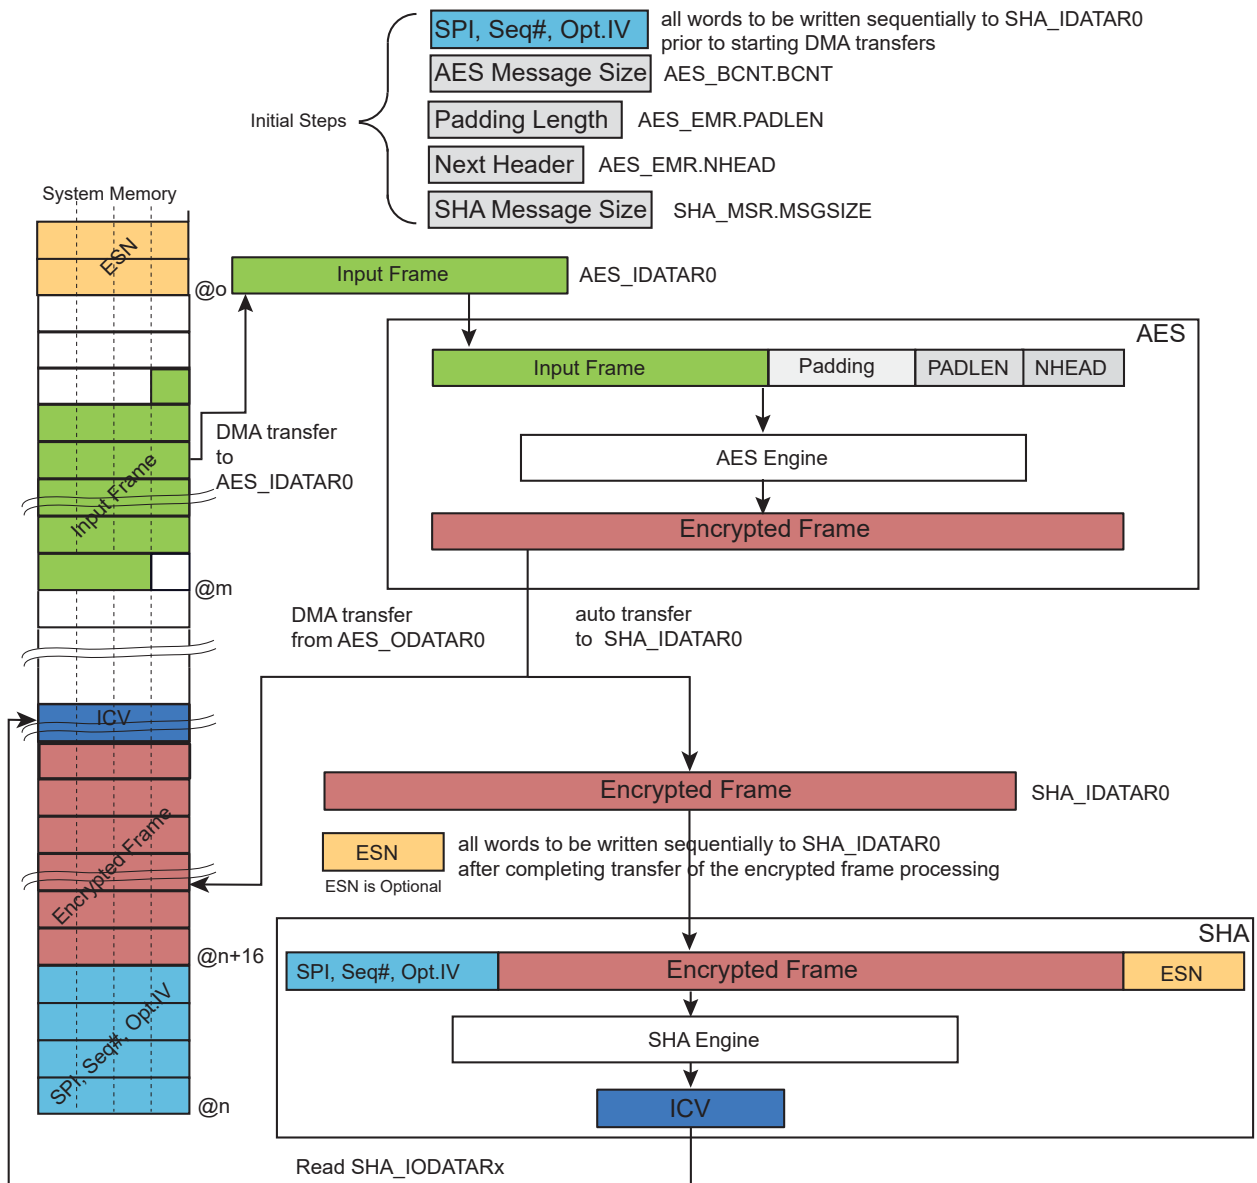 SPI, Seq#, Opt.IV
all words to be written sequentially to SHA_IDATAR0
prior to starting DMA transfers
AES Message Size
AES_BCNT.BCNT
Initial Steps
Padding Length
AES_EMR.PADLEN
Next Header
AES_EMR.NHEAD
SHA Message Size
SHA_MSR.MSGSIZE
System Memory
ESN
@o
Input Frame
AES_IDATAR0
AES
Input Frame
Padding
PADLEN
NHEAD
DMA transfer
to
AES_IDATAR0
AES Engine
Input Frame
Encrypted Frame
@m
DMA transfer
from AES_ODATAR0
auto transfer
to SHA_IDATAR0
ICV
Encrypted Frame
SHA_IDATAR0
ESN
all words to be written sequentially to SHA_IDATAR0
after completing transfer of the encrypted frame processing
ESN is Optional
Encrypted Frame
@n+16
SHA
SPI, Seq#, Opt.IV
Encrypted Frame
ESN
SPI, Seq#, Opt.IV
SHA Engine
@n
ICV
Read SHA_IODATARx